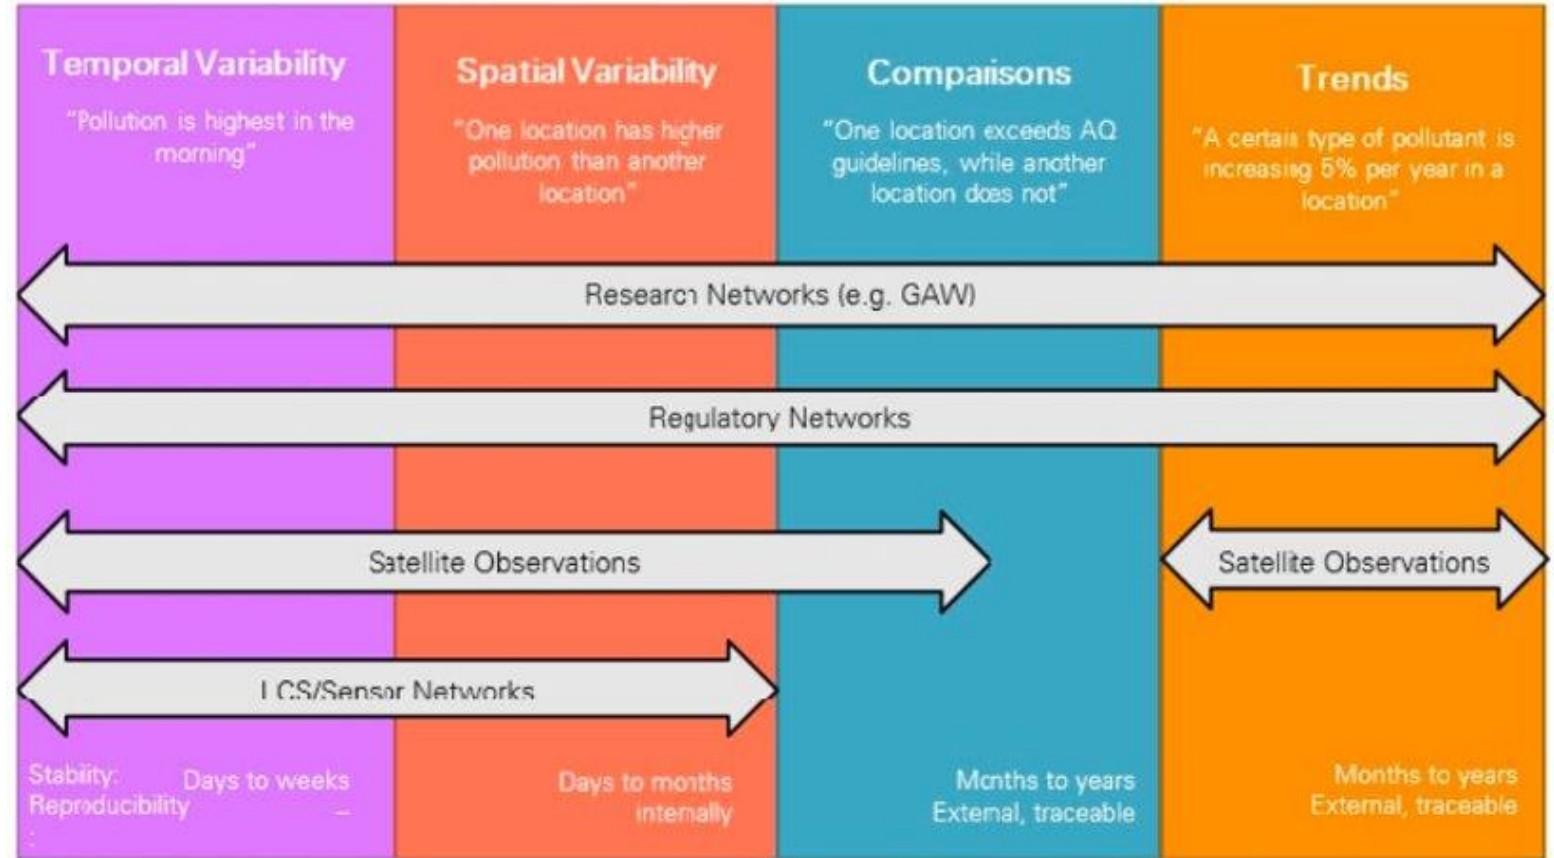 Temporal Variability
"Pollution is highest in the
morning"
Spatial Variability
"One location has higher
pollution than another
location"
Comparisons
"One location exceeds AQ
guidelines, while another
location does not"
Trends
"A certain type of pollutant is
increasing 5% per year in a
location"
Research Networks (e.g. GAW)
Regulatory Networks
Satellite Observations
Satellite Observations
LCS/Sensor Networks
Stability:
Reproducibility
:
Days to weeks
–
Days to months
internally
Months to years
External, traceable
Months to years
External, traceable